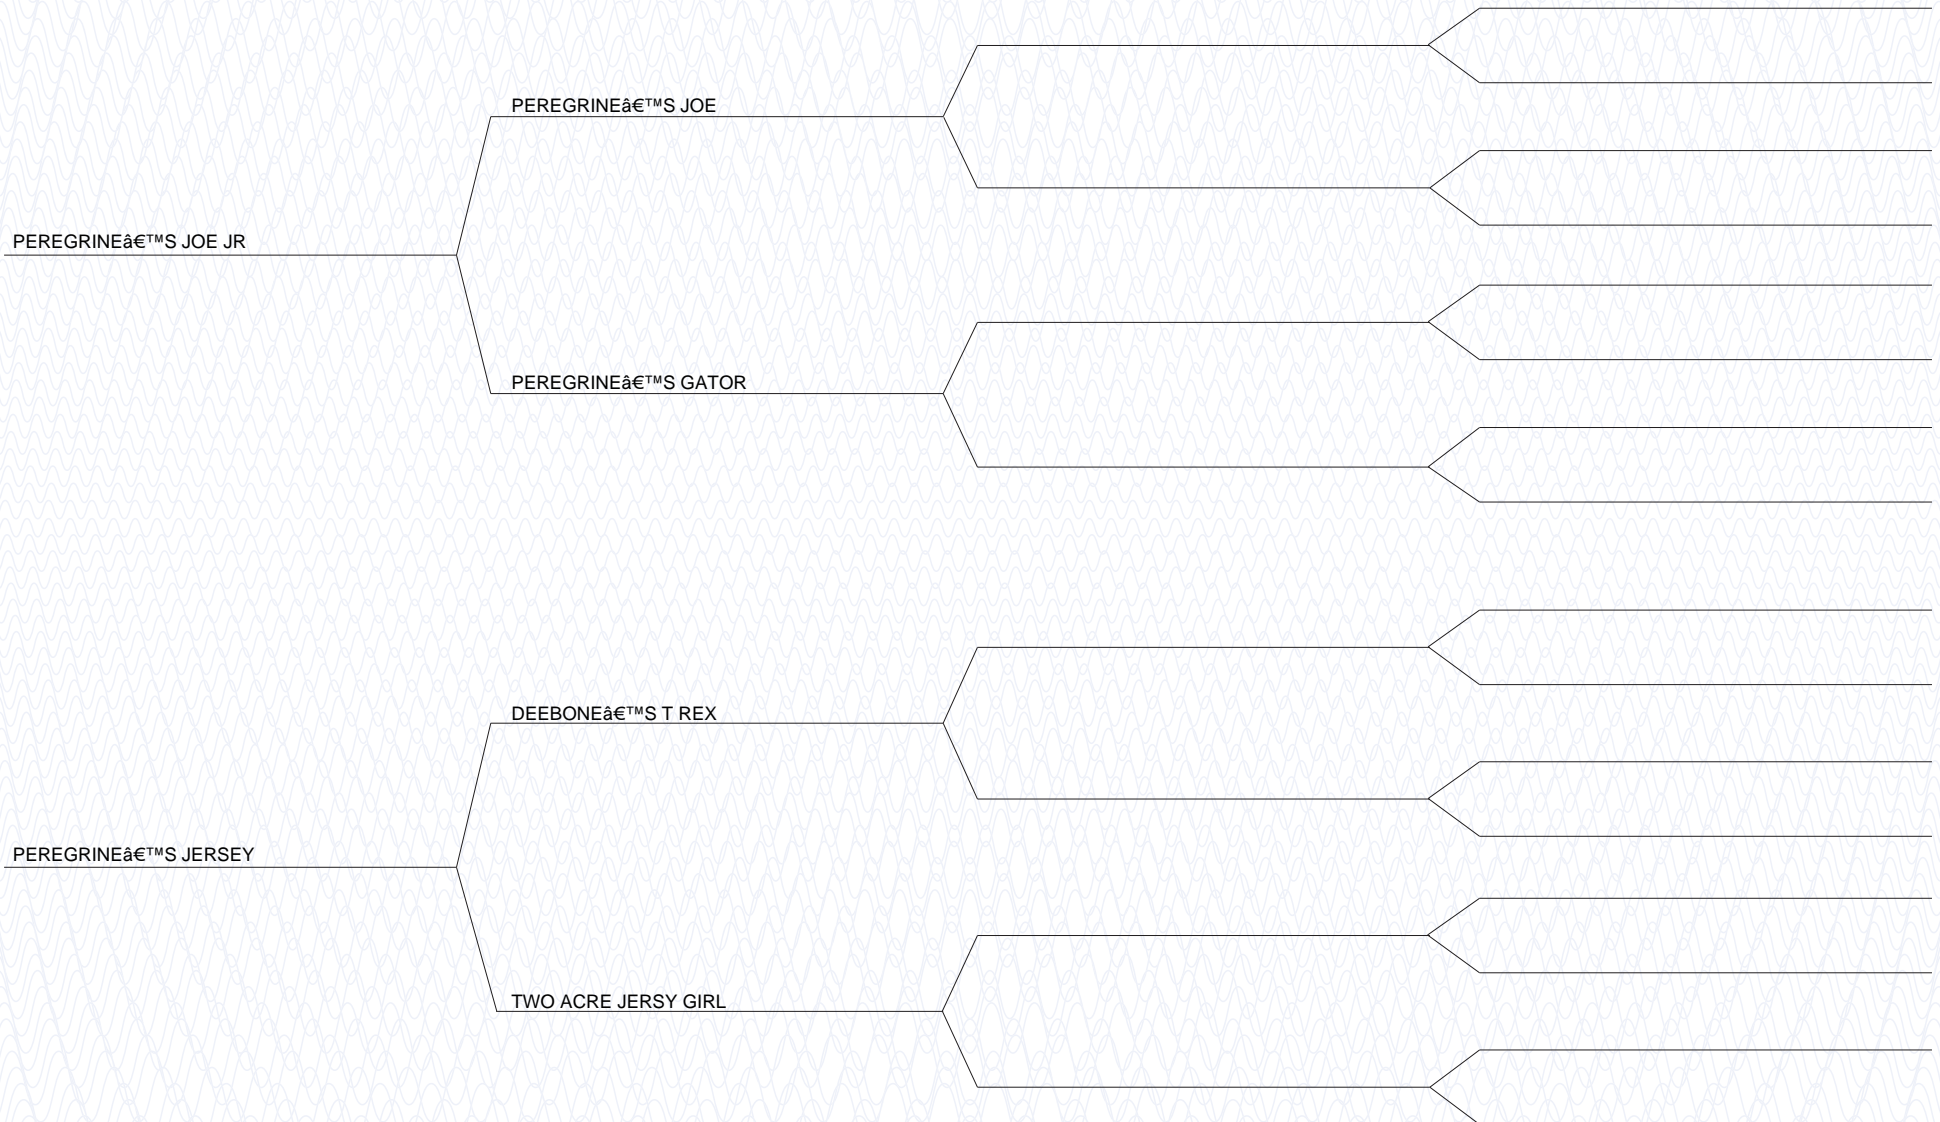 PEREGRINEâ€™S JOE
PEREGRINEâ€™S JOE JR
PEREGRINEâ€™S GATOR
DEEBONEâ€™S T REX
PEREGRINEâ€™S JERSEY
TWO ACRE JERSY GIRL